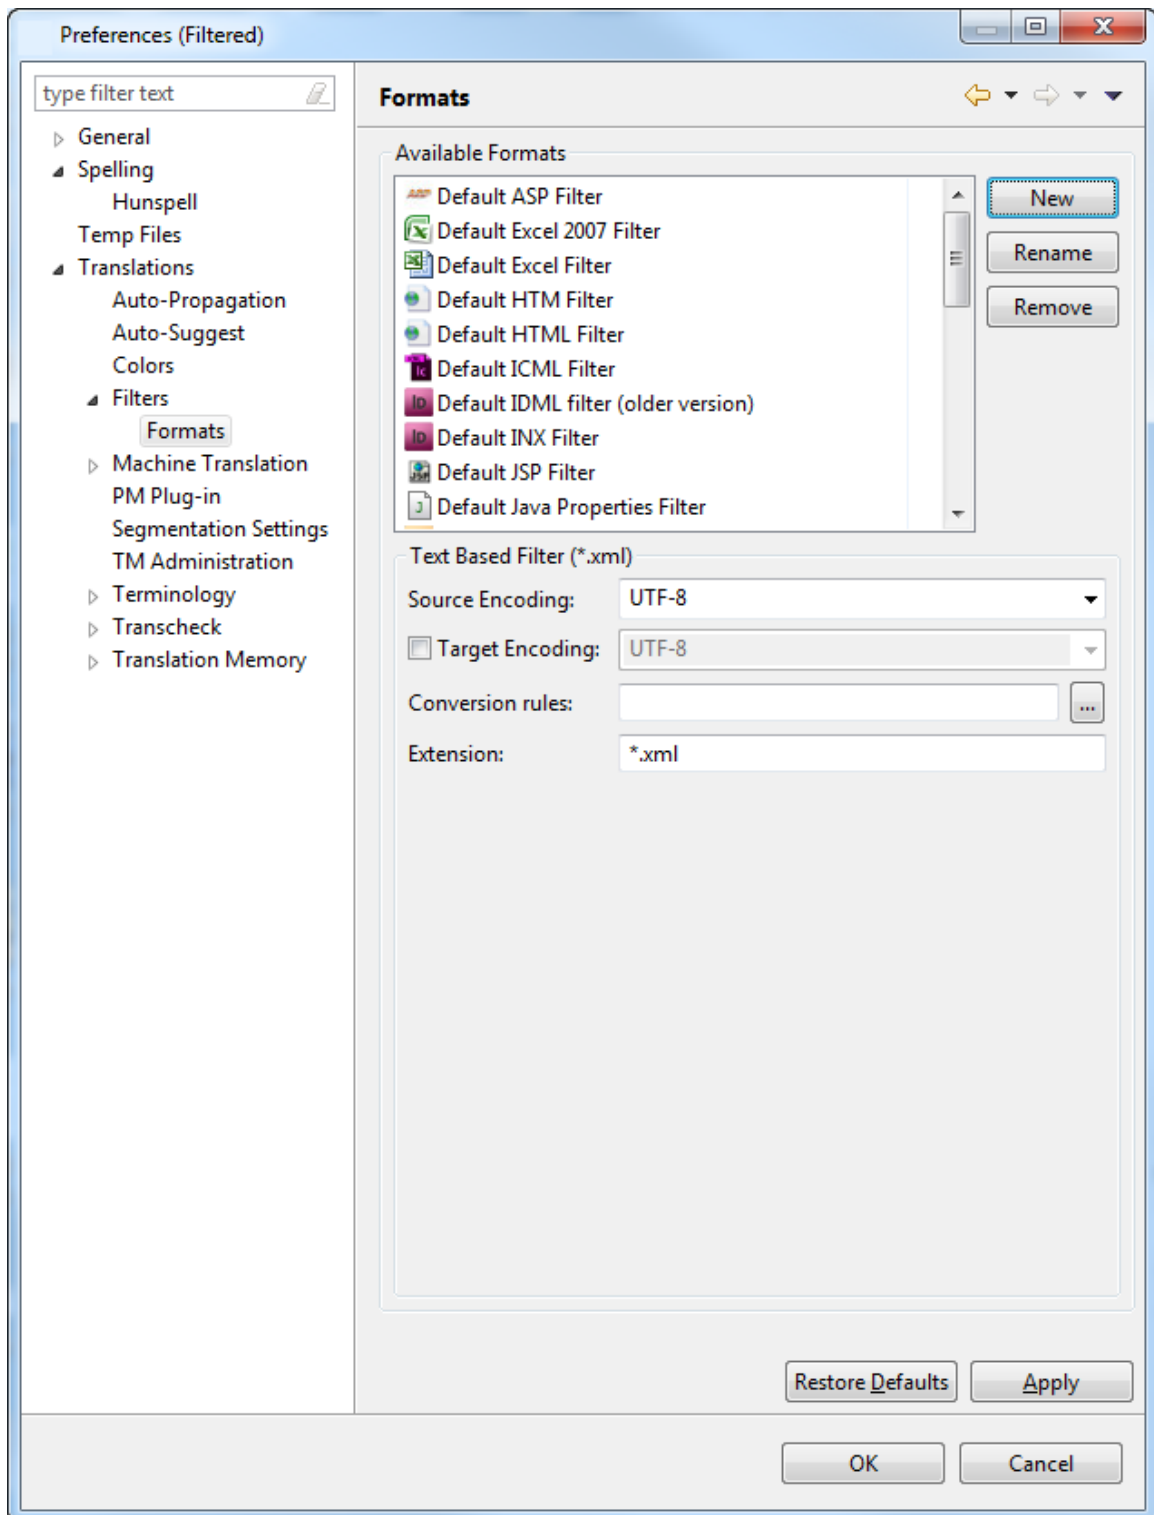 Preferences (Filtered)
type filter text
General
Spelling
Hunspell
Temp Files
Translations
Auto-Propagation
Auto-Suggest
Colors
Filters
Formats
Machine Translation
PM Plug-in
Segmentation Settings
TM Administration
Terminology
Transcheck
Translation Memory
Formats
Available Formats
Default ASP Filter
Default Excel 2007 Filter
Default Excel Filter
Default HTM Filter
Default HTML Filter
Default ICML Filter
Default IDML filter (older version)
Default INX Filter
Default JSP Filter
Default Java Properties Filter
New
Rename
Remove
Text Based Filter (*.xml)
Source Encoding: UTF-8
Target Encoding: UTF-8
Conversion rules: ...
Extension: *.xml
Restore Defaults Apply
OK Cancel